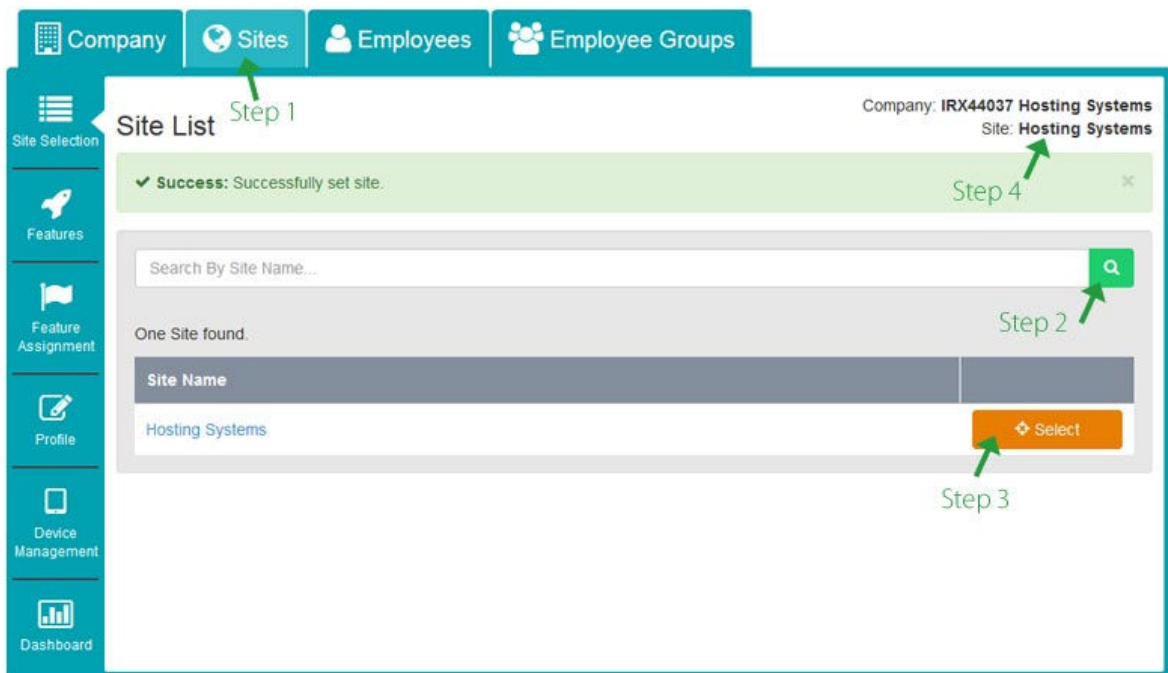 Company
Sites
Employees
Employee Groups
Step 1
Site Selection
Features
Feature
Assignment
Profile
Device
Management
Dashboard
Site List
Company: IRX44037 Hosting Systems
Site: Hosting Systems
Step 4
Success: Successfully set site.
Search By Site Name...
Step 2
One Site found.
Site Name
Hosting Systems
Select
Step 3